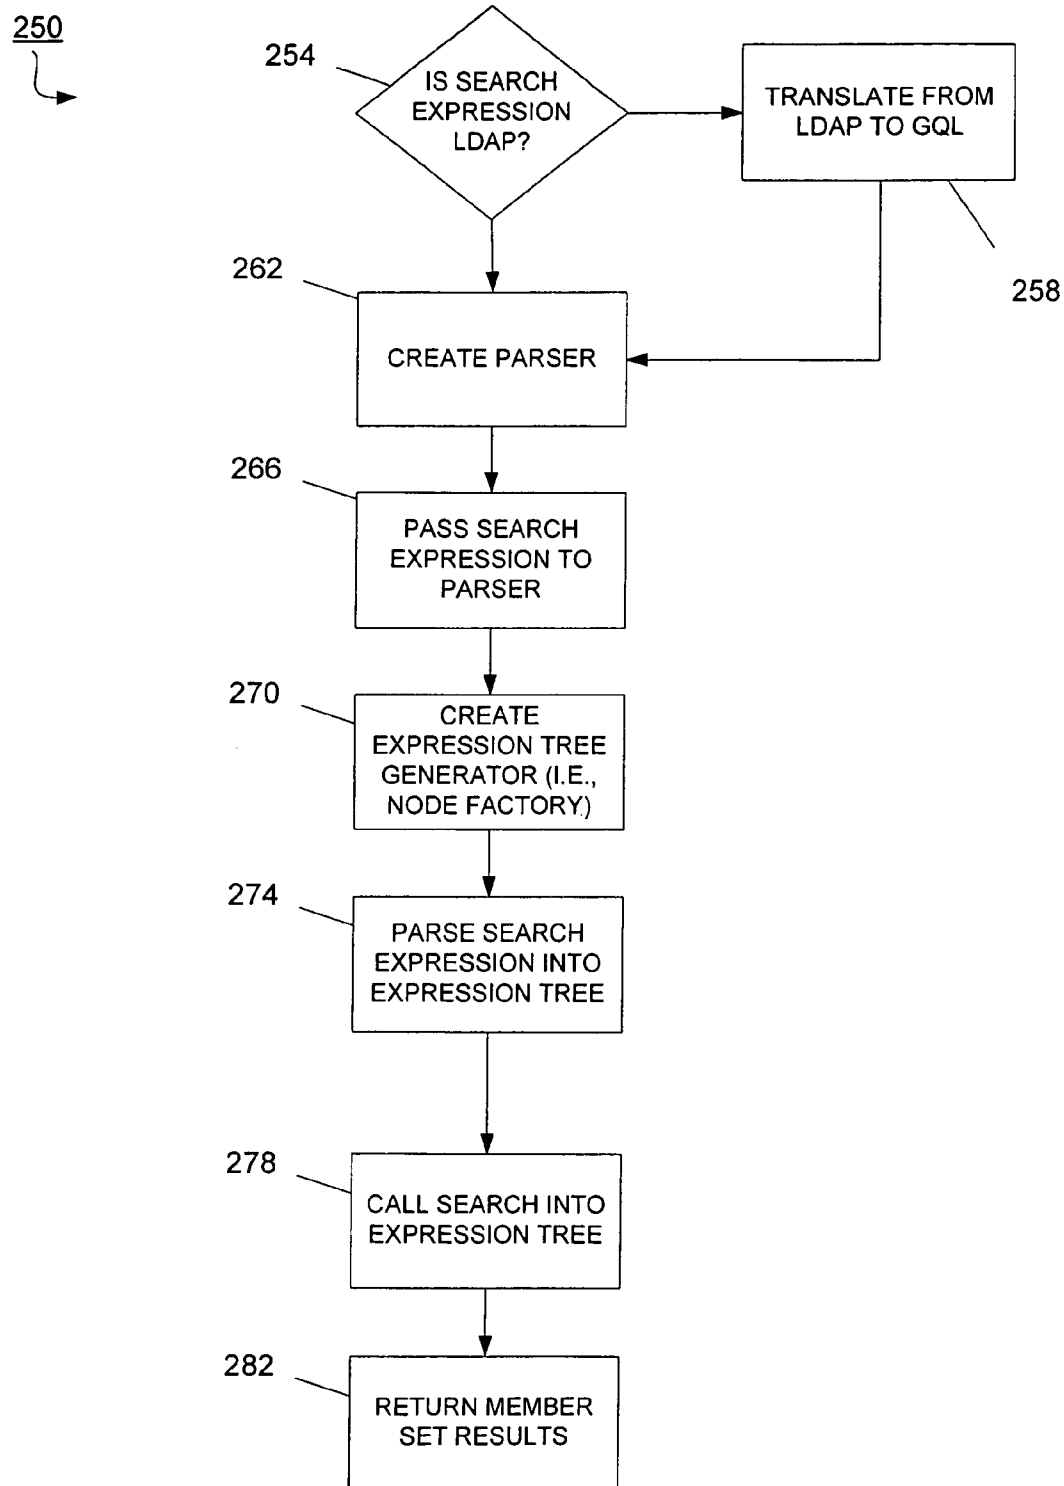 250
254
IS SEARCH
EXPRESSION
LDAP?
TRANSLATE FROM
LDAP TO GQL
258
262
CREATE PARSER
266
PASS SEARCH
EXPRESSION TO
PARSER
270
CREATE
EXPRESSION TREE
GENERATOR (I.E.,
NODE FACTORY)
274
PARSE SEARCH
EXPRESSION INTO
EXPRESSION TREE
278
CALL SEARCH INTO
EXPRESSION TREE
282
RETURN MEMBER
SET RESULTS